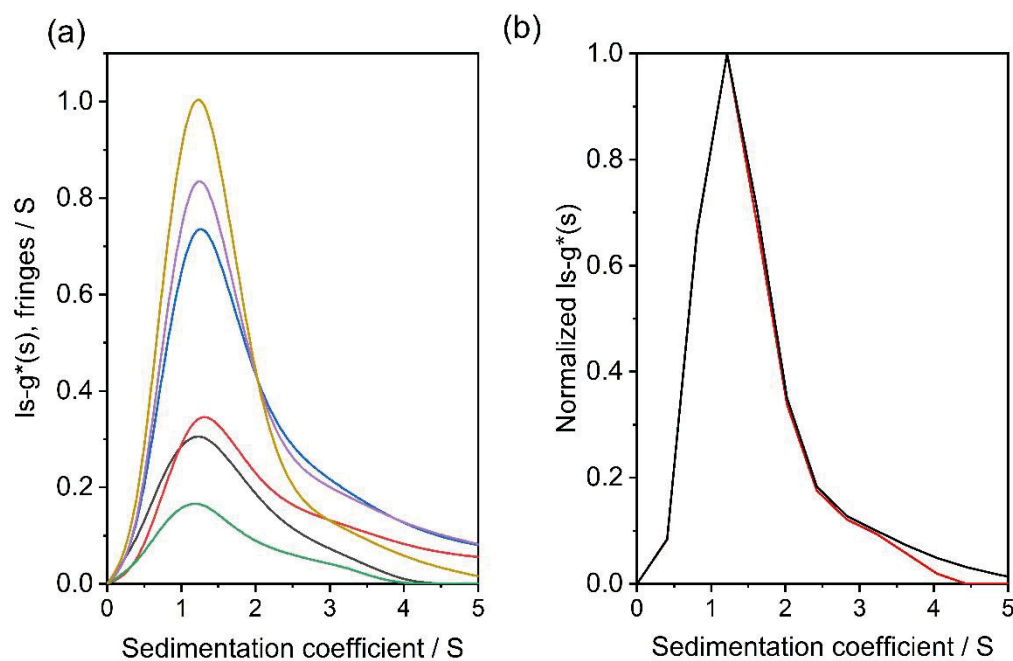 (a)
ls-g*(s), fringes / S
1.0
0.8
0.6
0.4
0.2
0.0
0 1 2 3 4 5
Sedimentation coefficient / S
(b)
Normalized ls-g*(s)
1.0
0.8
0.6
0.4
0.2
0.0
0 1 2 3 4 5
Sedimentation coefficient / S